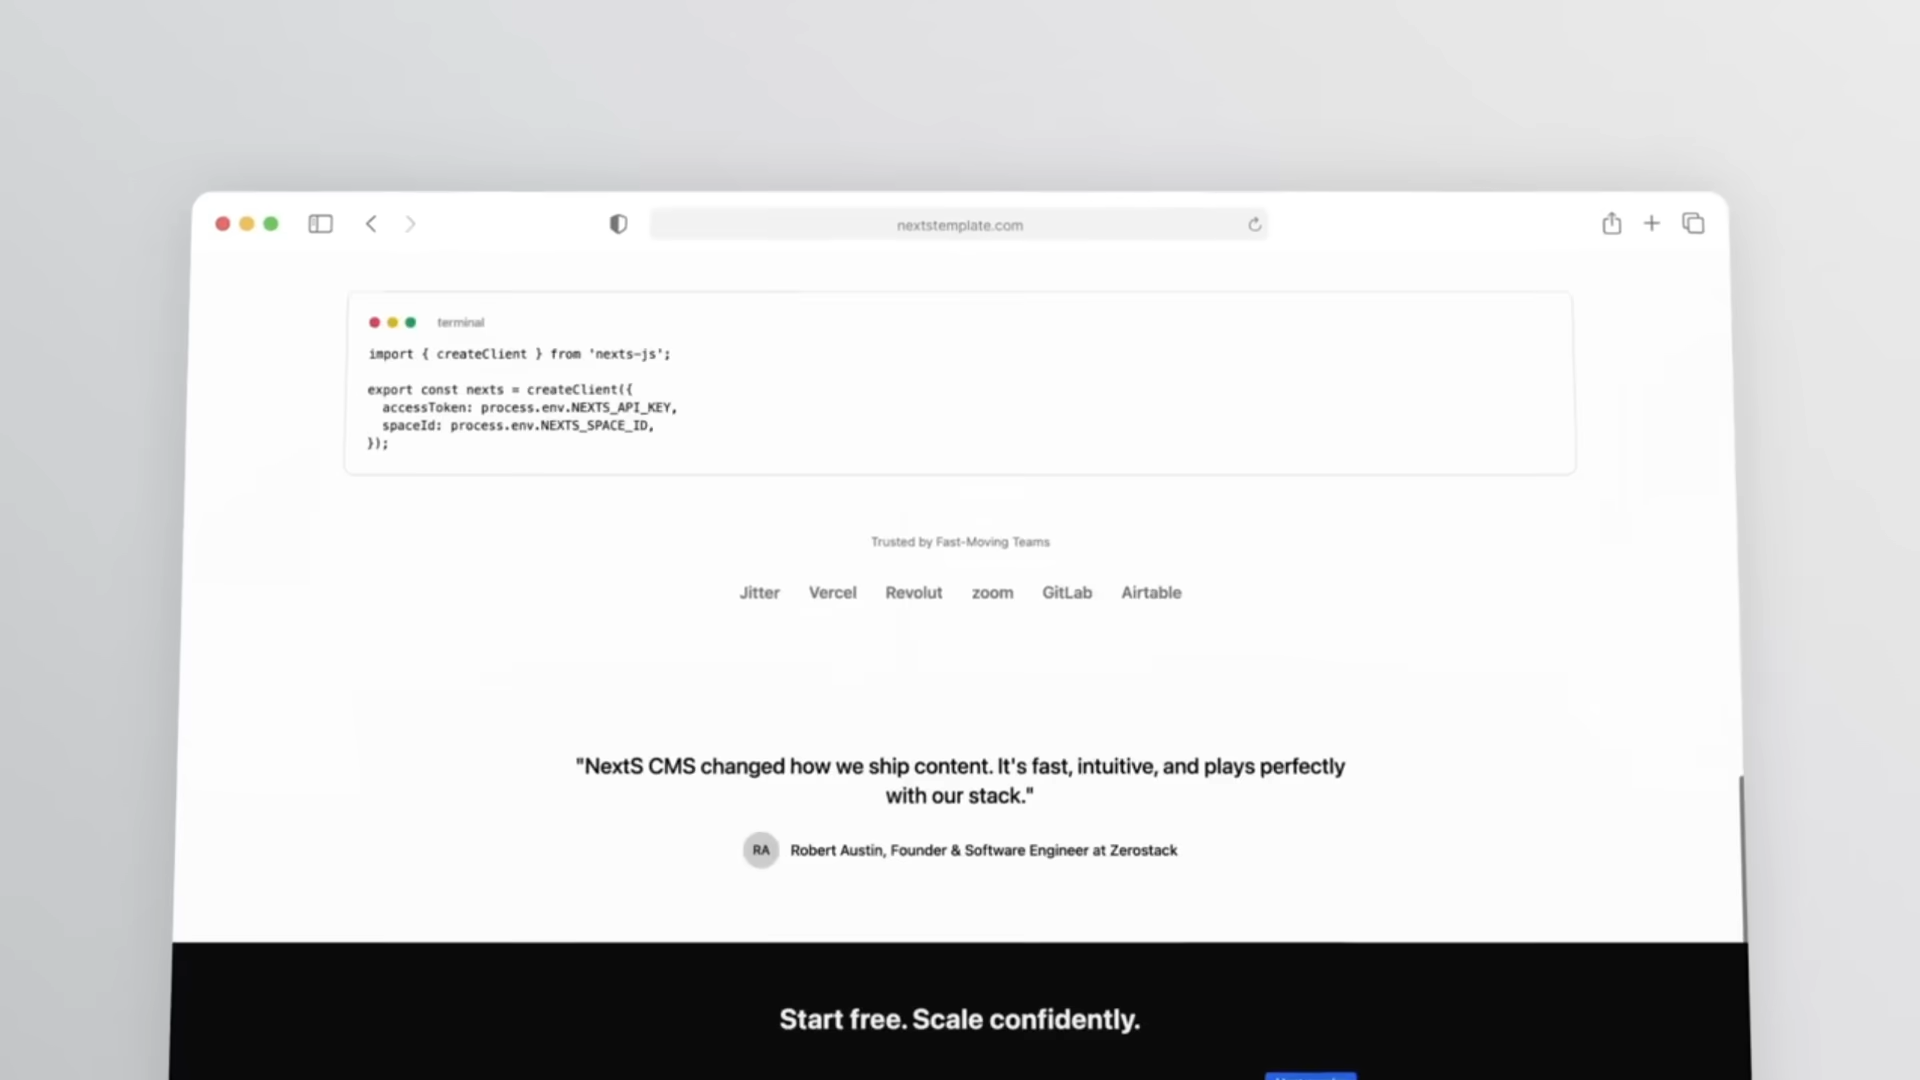 nextstemplate.com
terminal
import { createClient } from 'nexts-js';
export const nexts = createClient({
accessToken: process.env.NEXTS_API_KEY,
spaceId: process.env.NEXTS_SPACE_ID,
});
Trusted by Fast-Moving Teams
Jitter Vercel Revolut zoom GitLab Airtable
"NextS CMS changed how we ship content. It's fast, intuitive, and plays perfectly
with our stack."
RA Robert Austin, Founder & Software Engineer at Zerostack
Start free. Scale confidently.